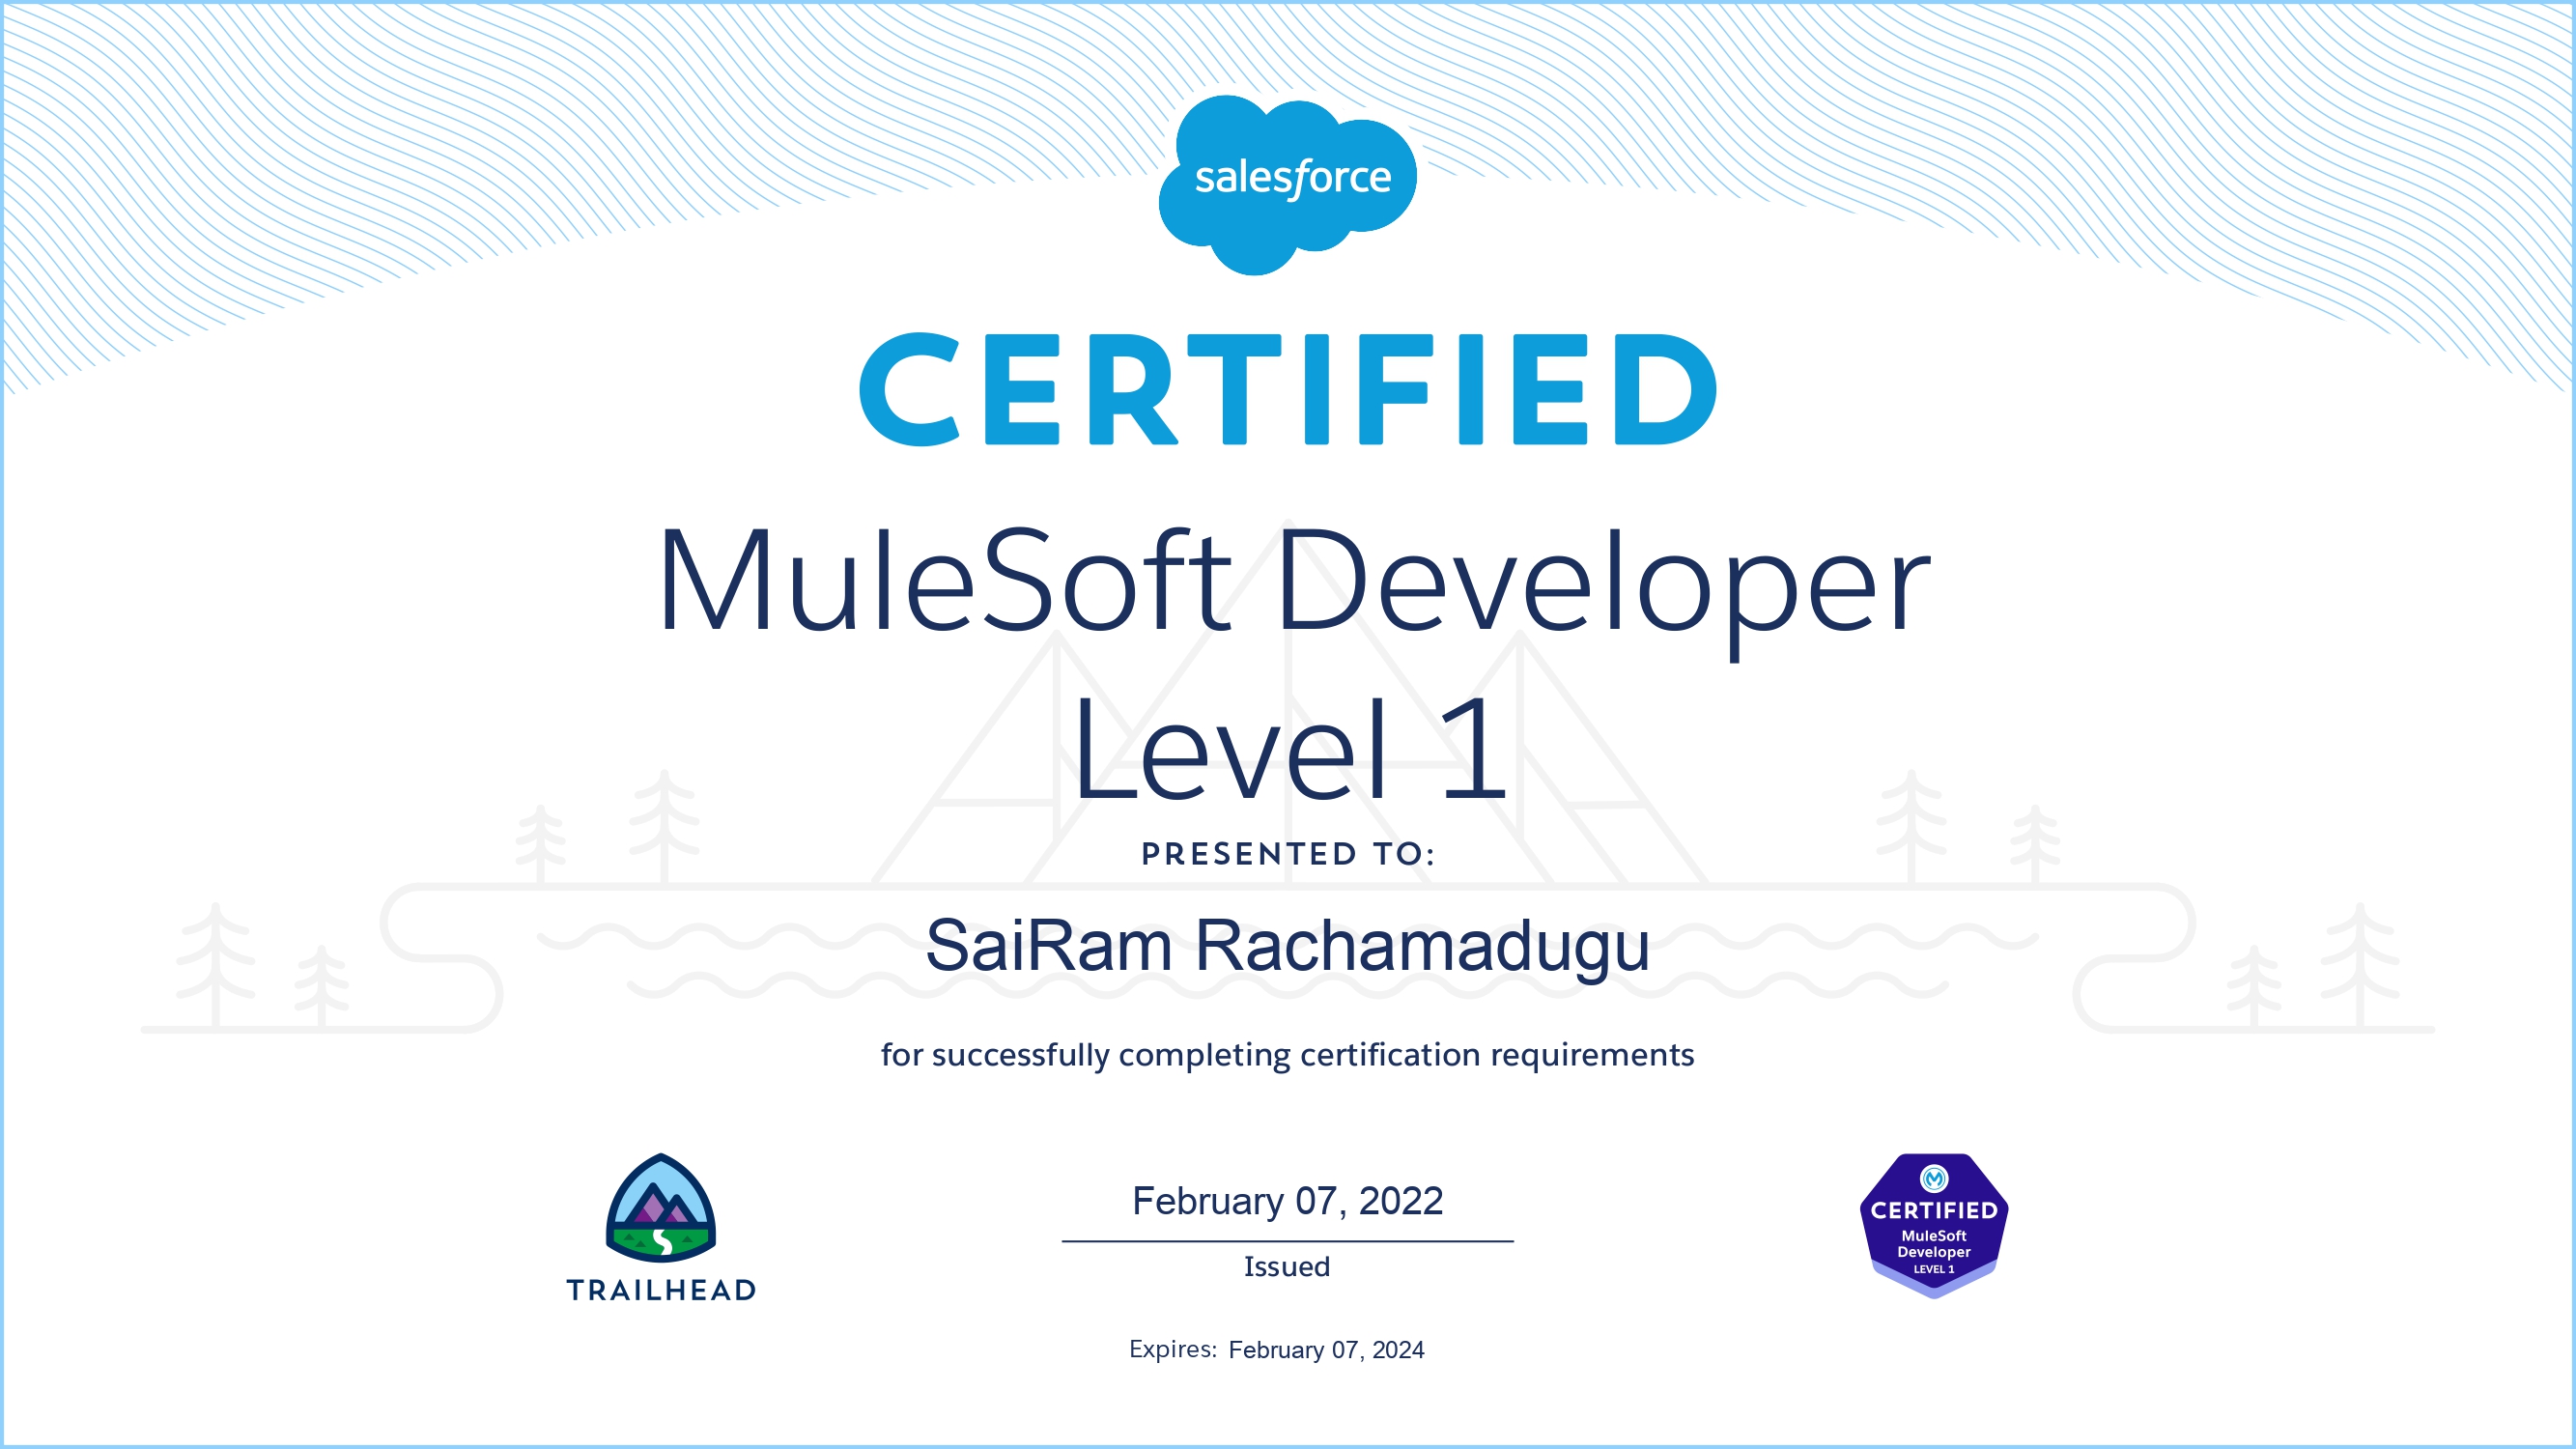 salesforce
CERTIFIED
MuleSoft Developer
Level 1
PRESENTED TO:
SaiRam Rachamadugu
for successfully completing certification requirements
TRAILHEAD
February 07, 2022
Issued
Expires: February 07, 2024
CERTIFIED
MuleSoft
Developer
LEVEL 1